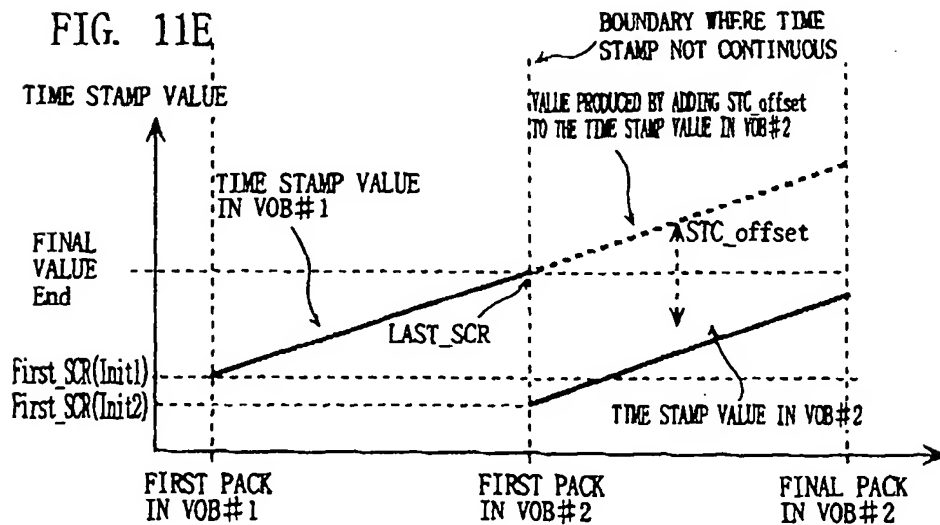 FIG. 11E
BOUNDARY WHERE TIME
STAMP NOT CONTINUOUS
TIME STAMP VALUE
VALUE PRODUCED BY ADDING STC_offset
TO THE TIME STAMP VALUE IN VOB#2
TIME STAMP VALUE
IN VOB#1
STC_offset
FINAL
VALUE
End
LAST_SCR
First_SCR(Init1)
First_SCR(Init2)
TIME STAMP VALUE IN VOB#2
FIRST PACK
IN VOB#1
FIRST PACK
IN VOB#2
FINAL PACK
IN VOB#2